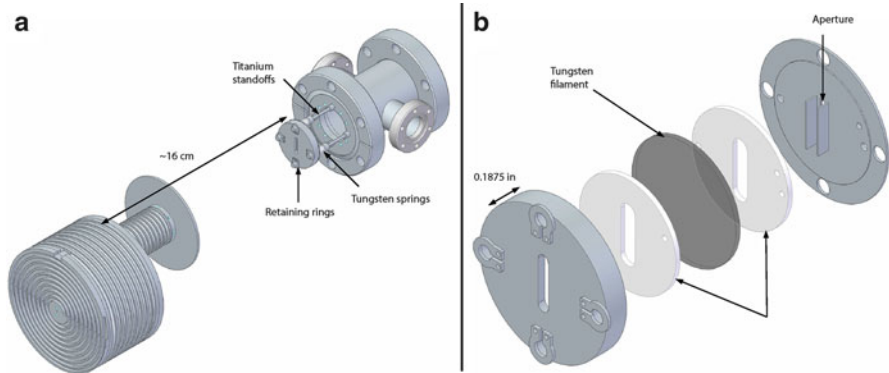 a
Titanium
standoffs
~16 cm
Tungsten springs
Retaining rings
b
Aperture
Tungsten
filament
0.1875 in